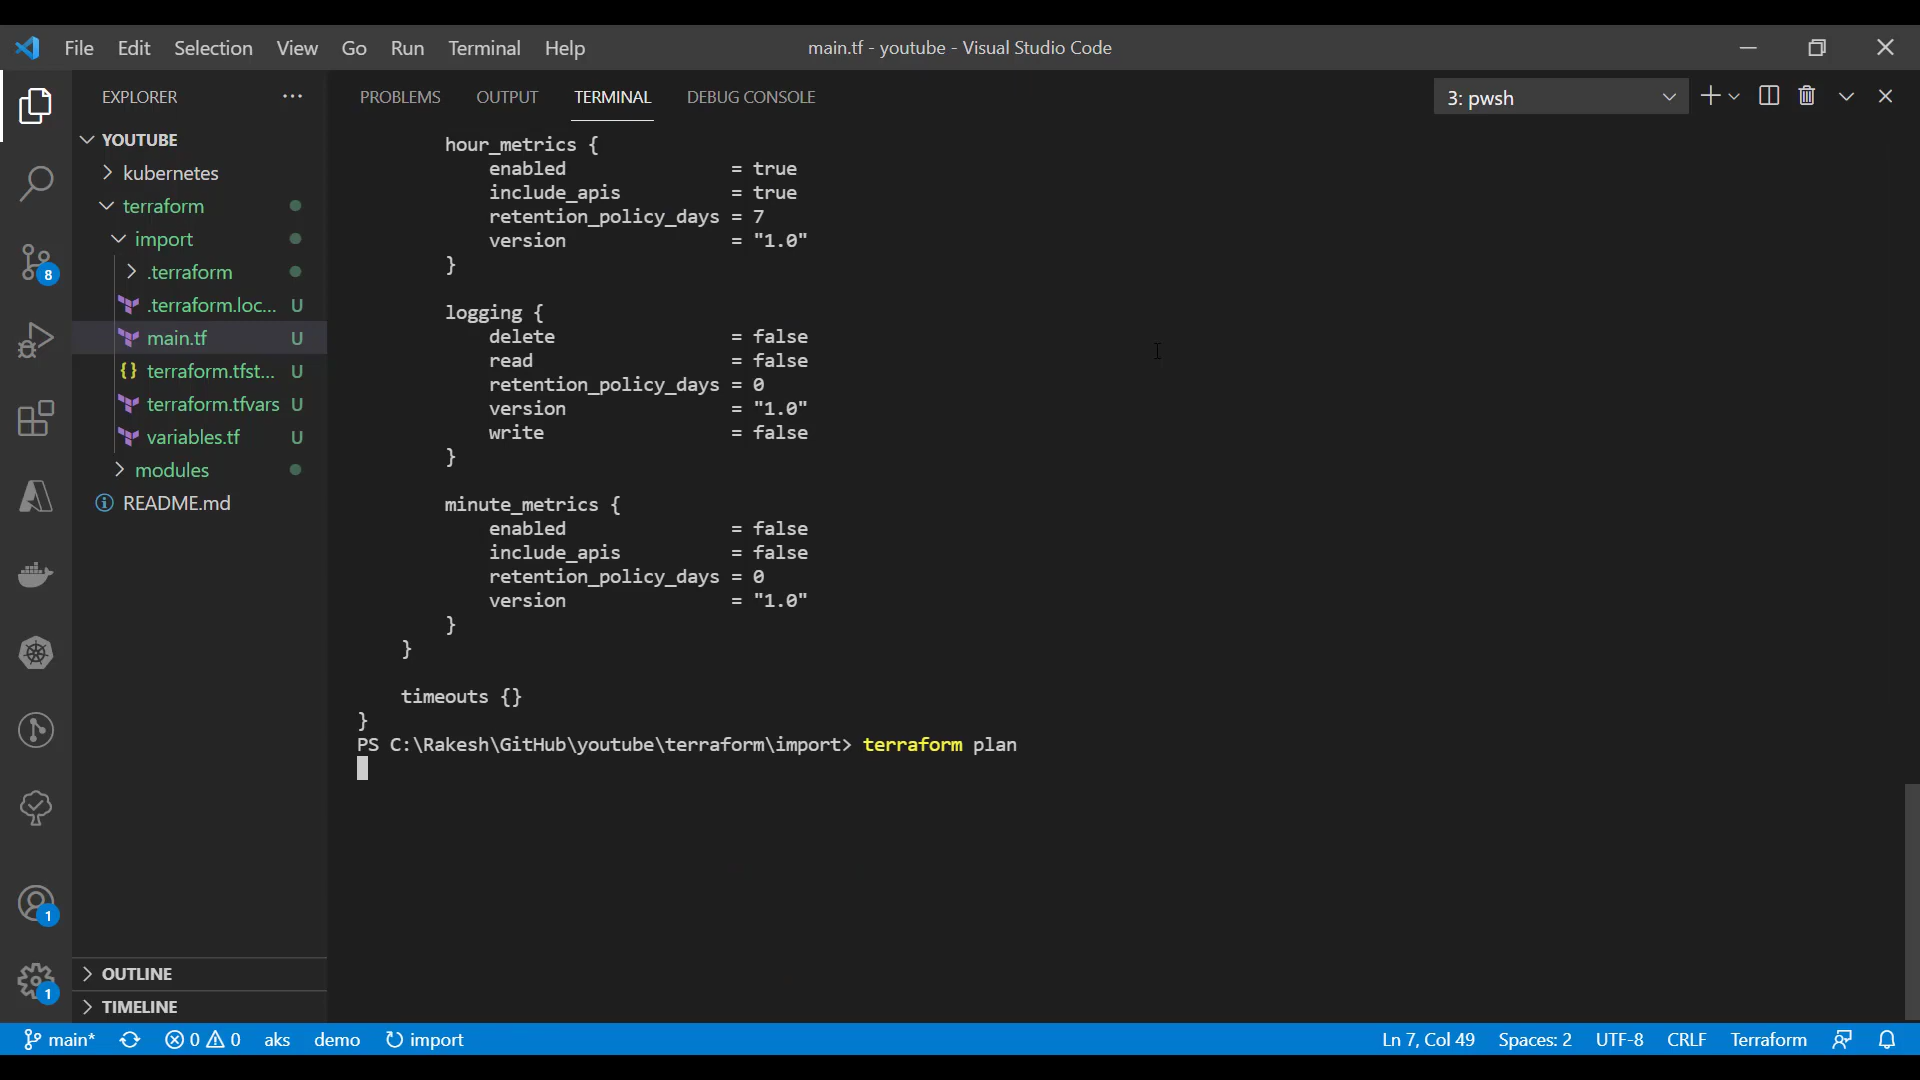 File Edit Selection View Go Run Terminal Help
main.tf - youtube - Visual Studio Code
EXPLORER ···
YOUTUBE
kubernetes
terraform
import
.terraform
.terraform.loc... U
main.tf U
{} terraform.tfst... U
terraform.tfvars U
variables.tf U
modules
README.md
OUTLINE
TIMELINE
8
1
1
PROBLEMS OUTPUT TERMINAL DEBUG CONSOLE
3: pwsh
hour_metrics {
enabled = true
include_apis = true
retention_policy_days = 7
version = "1.0"
}
logging {
delete = false
read = false
retention_policy_days = 0
version = "1.0"
write = false
}
minute_metrics {
enabled = false
include_apis = false
retention_policy_days = 0
version = "1.0"
}
}
timeouts {}
}
PS C:\Rakesh\GitHub\youtube\terraform\import> terraform plan
main* 0 0 aks demo import
Ln 7, Col 49 Spaces: 2 UTF-8 CRLF Terraform